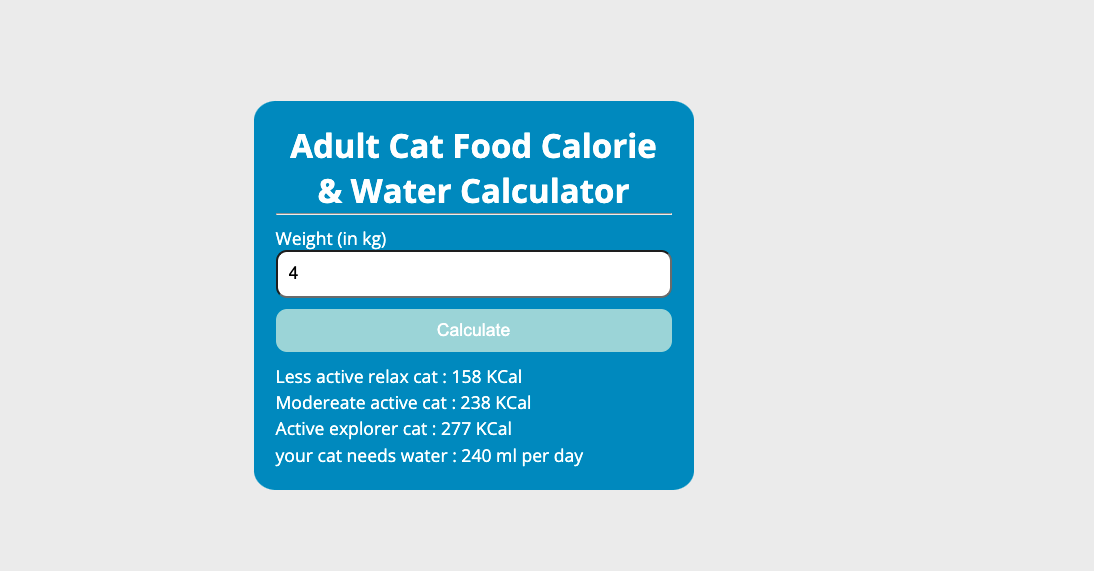 Adult Cat Food Calorie
& Water Calculator
Weight (in kg)
4
Calculate
Less active relax cat : 158 KCal
Modereate active cat : 238 KCal
Active explorer cat : 277 KCal
your cat needs water : 240 ml per day